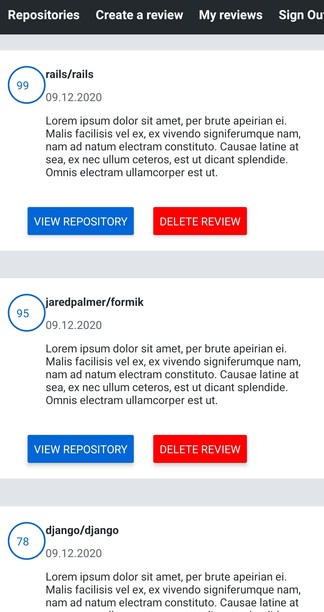 Repositories Create a review My reviews Sign Ou
rails/rails
99
09.12.2020
Lorem ipsum dolor sit amet, per brute apeirian ei.
Malis facilisis vel ex, ex vivendo signiferumque nam,
nam ad natum electram constituto. Causae latine at
sea, ex nec ullum ceteros, est ut dicant splendide.
Omnis electram ullamcorper est ut.
VIEW REPOSITORY DELETE REVIEW
jaredpalmer/formik
95
09.12.2020
Lorem ipsum dolor sit amet, per brute apeirian ei.
Malis facilisis vel ex, ex vivendo signiferumque nam,
nam ad natum electram constituto. Causae latine at
sea, ex nec ullum ceteros, est ut dicant splendide.
Omnis electram ullamcorper est ut.
VIEW REPOSITORY DELETE REVIEW
django/django
78
09.12.2020
Lorem ipsum dolor sit amet, per brute apeirian ei.
Malis facilisis vel ex, ex vivendo signiferumque nam,
nam ad natum electram constituto. Causae latine at